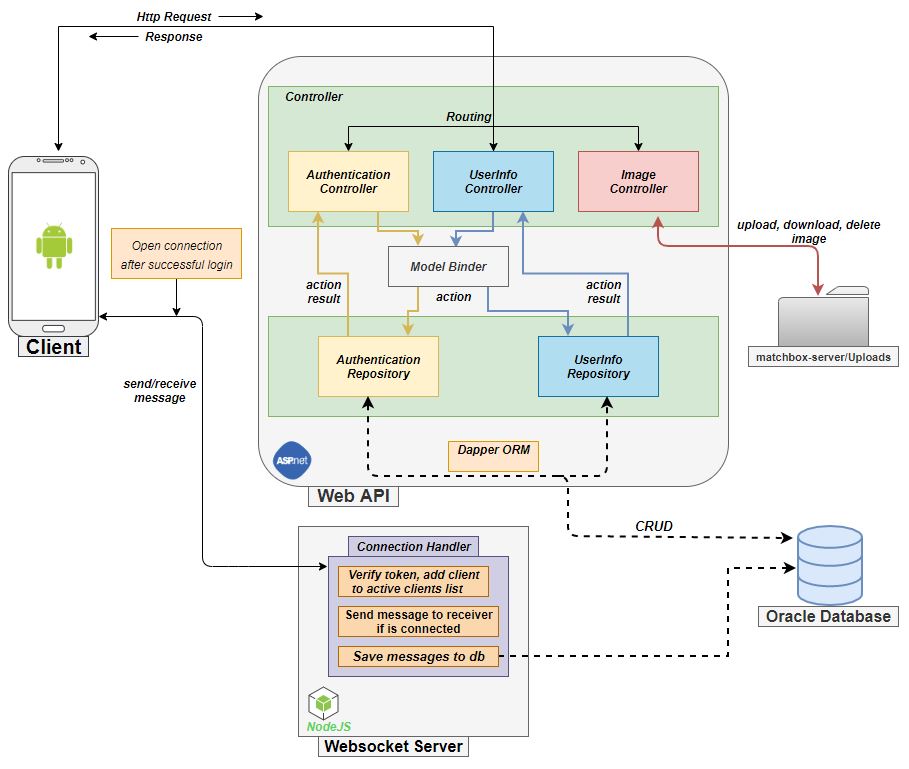 Http Request
Response
Controller
Routing
Authentication
Controller
UserInfo
Controller
Image
Controller
upload, download, delete
image
Open connection
after successful login
Model Binder
action
result
action
action
result
matchbox-server/Uploads
Client
Authentication
Repository
UserInfo
Repository
send/receive
message
Dapper ORM
ASP.net
Web API
CRUD
Connection Handler
Verify token, add client
to active clients list
Send message to receiver
if is connected
Save messages to db
Oracle Database
NodeJS
Websocket Server